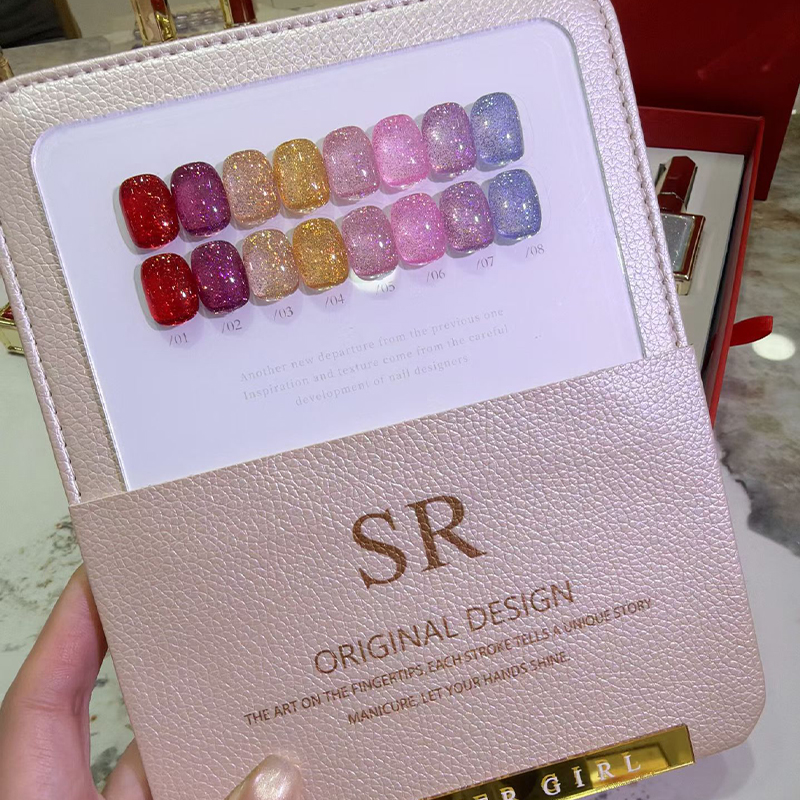 /01 /02 /03 /04 /05 /06 /07 /08
Another new departure from the previous one
Inspiration and texture come from the careful
development of nail designers
SR
ORIGINAL DESIGN
THE ART ON THE FINGERTIPS, EACH STROKE TELLS A UNIQUE STORY
MANICURE, LET YOUR HANDS SHINE.
GIRL